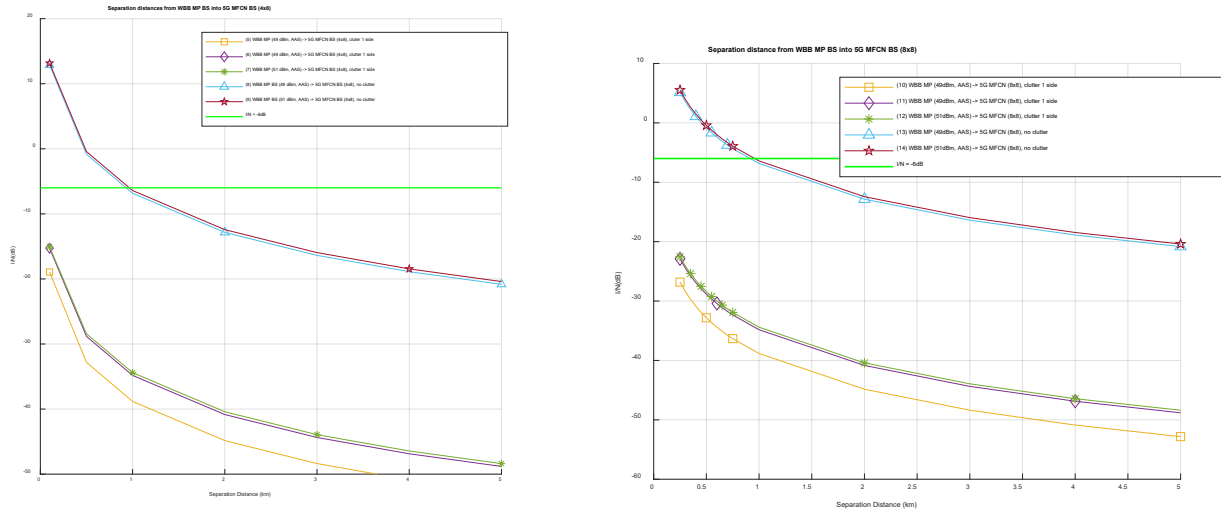 Separation distances from WBB MP BS into 5G MFCN BS (4x8)
20
10
0
-10
-20
-30
-40
-50
I/N(dB)
0
1
2
3
4
5
Separation Distance (km)
(5) WBB MP (46 dBm, AAS) -> 5G MFCN BS (4x8), cluter 1 side
(6) WBB MP (49 dBm, AAS) -> 5G MFCN BS (4x8), clutter 1 side
(7) WBB MP (51 dBm, AAS) -> 5G MFCN BS (4x8), clutter 1 side
(8) WBB MP BS (49 dBm, AAS) -> 5G MFCN BS (4x8), no clutter
(9) WBB MP BS (51 dBm, AAS) -> 5G MFCN BS (4x8), no clutter
I/N = -6dB
Separation distance from WBB MP BS into 5G MFCN BS (8x8)
10
0
-10
-20
-30
-40
-50
-60
I/N(dB)
0
0.5
1
1.5
2
2.5
3
3.5
4
4.5
5
Separation Distance (km)
(10) WBB MP (49dBm, AAS) -> 5G MFCN (8x8), clutter 1 side
(11) WBB MP (49dBm, AAS) -> 5G MFCN (8x8), clutter 1 side
(12) WBB MP (51dBm, AAS) -> 5G MFCN (8x8), clutter 1 side
(13) WBB MP (49dBm, AAS) -> 5G MFCN (8x8), no clutter
(14) WBB MP (51dBm, AAS) -> 5G MFCN (8x8), no clutter
I/N = -6dB